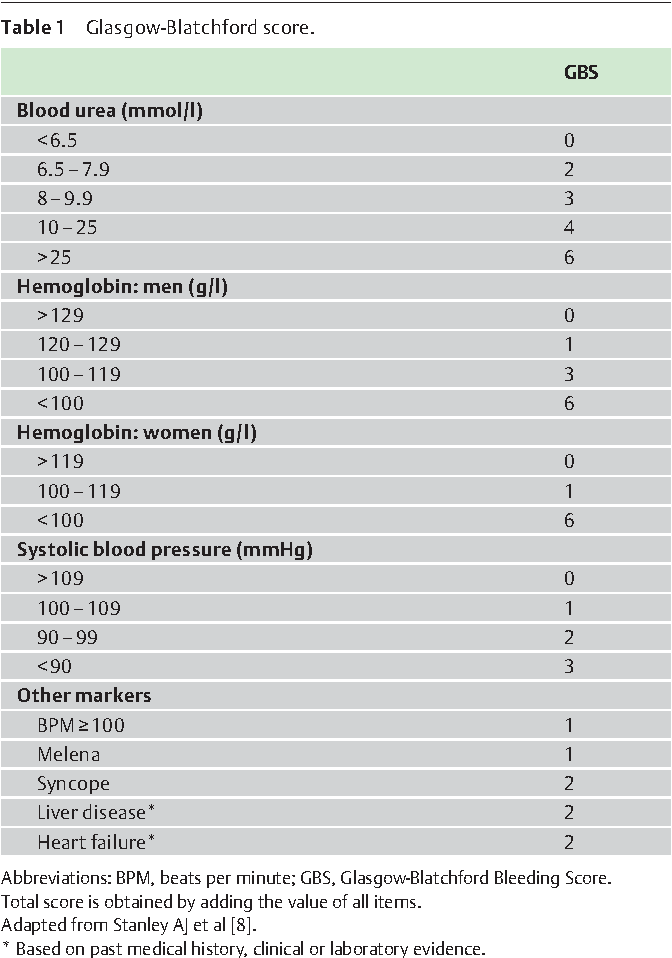 Table 1 Glasgow-Blatchford score.
GBS
Blood urea (mmol/l)
<6.5 0
6.5–7.9 2
8–9.9 3
10–25 4
>25 6
Hemoglobin: men (g/l)
>129 0
120–129 1
100–119 3
<100 6
Hemoglobin: women (g/l)
>119 0
100–119 1
<100 6
Systolic blood pressure (mmHg)
>109 0
100–109 1
90–99 2
<90 3
Other markers
BPM ≥100 1
Melena 1
Syncope 2
Liver disease* 2
Heart failure* 2
Abbreviations: BPM, beats per minute; GBS, Glasgow-Blatchford Bleeding Score.
Total score is obtained by adding the value of all items.
Adapted from Stanley AJ et al [8].
* Based on past medical history, clinical or laboratory evidence.